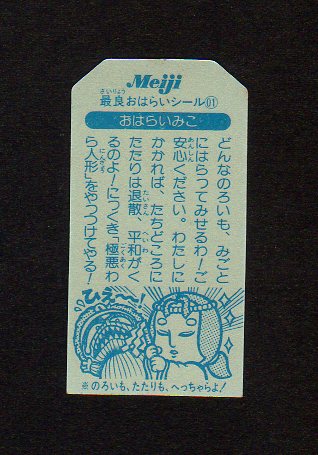 Meiji
最良おはらいシール01
おはらいみこ
どんなのろいも、みごと
にはらってみせるわ！ご
安心ください。わたしに
かかれば、たちどころに
たたりは退散、平和がく
るのよ！につくき「極悪わ
ら人形」をやっつけてやる！
ひえ〜〜！
※のろいも、たたりも、へっちゃらよ！